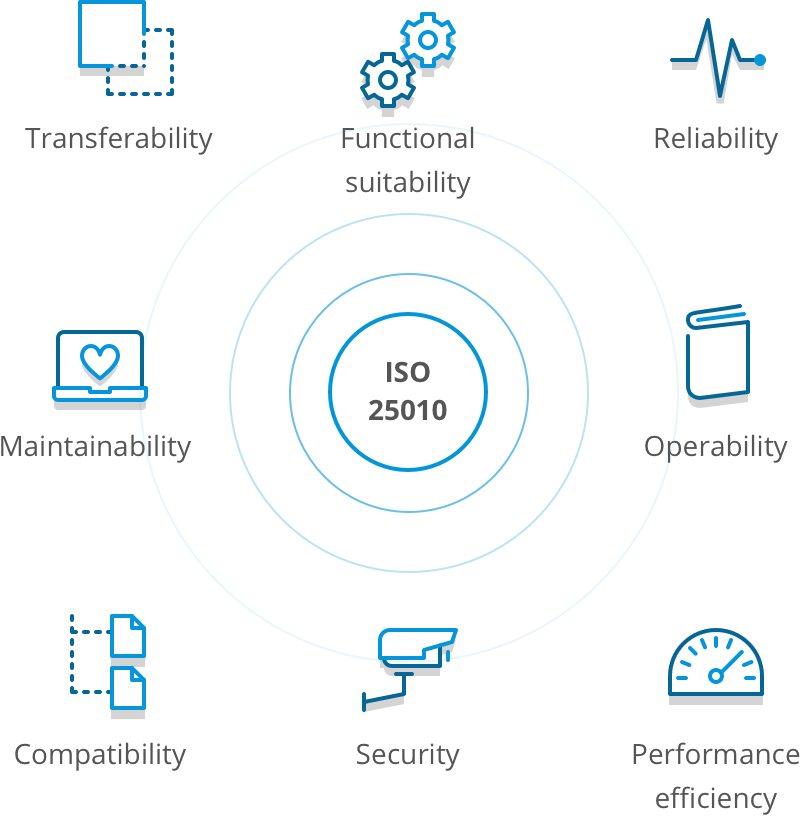 Transferability
Functional
suitability
Reliability
ISO
25010
Maintainability
Operability
Compatibility
Security
Performance
efficiency